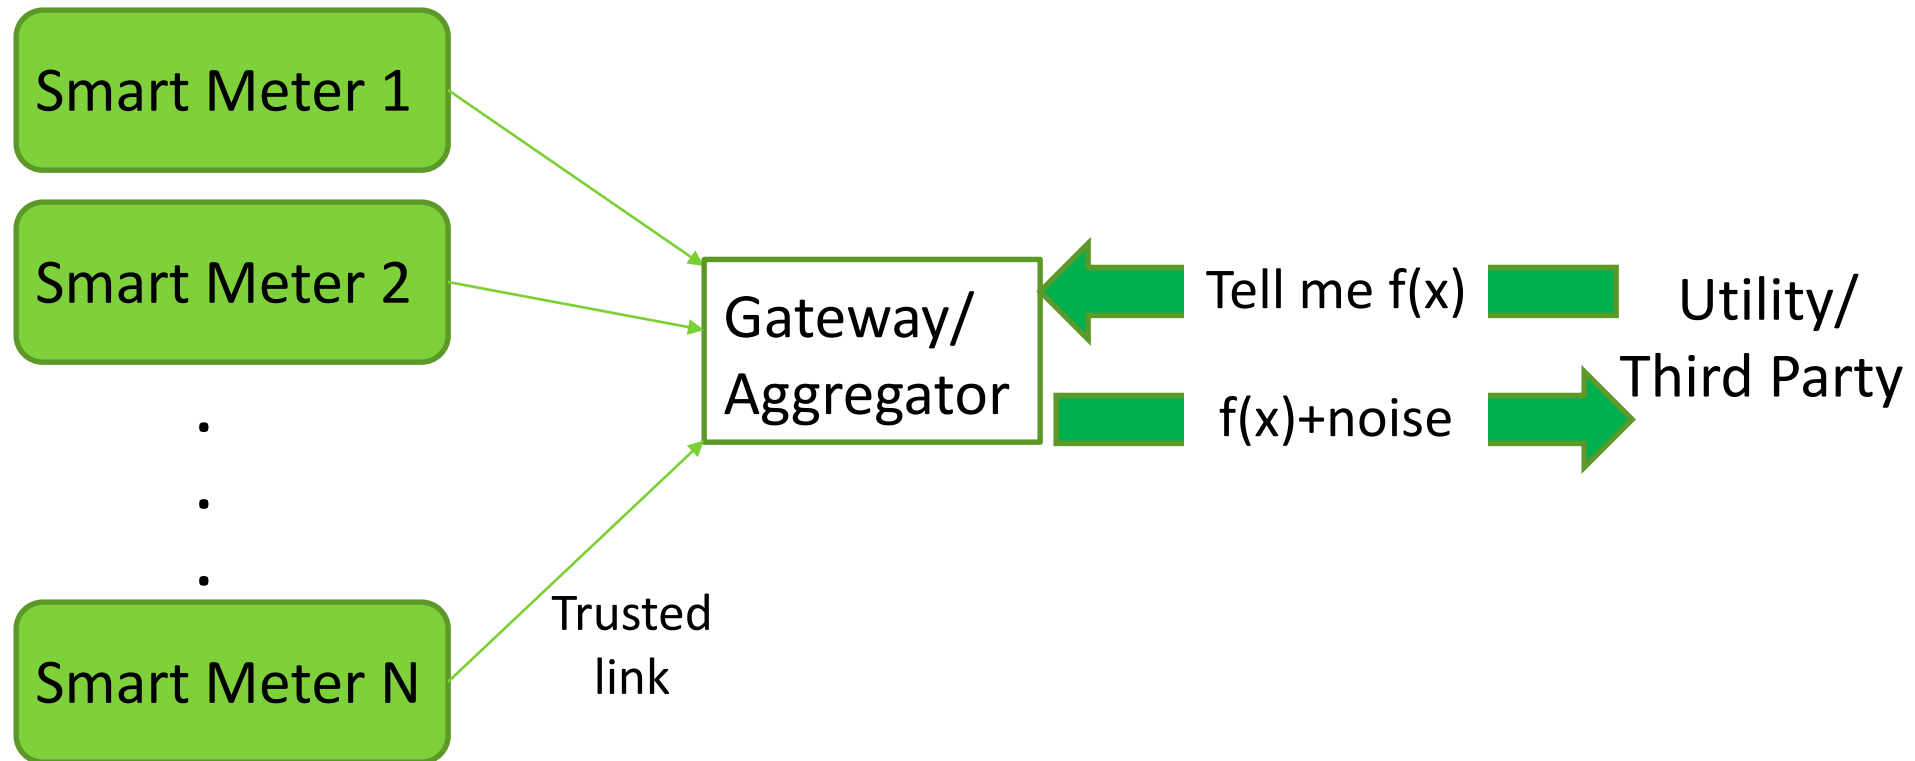 Smart Meter 1
Smart Meter 2
.
.
.
Smart Meter N
Trusted
link
Gateway/
Aggregator
Tell me f(x)
f(x)+noise
Utility/
Third Party